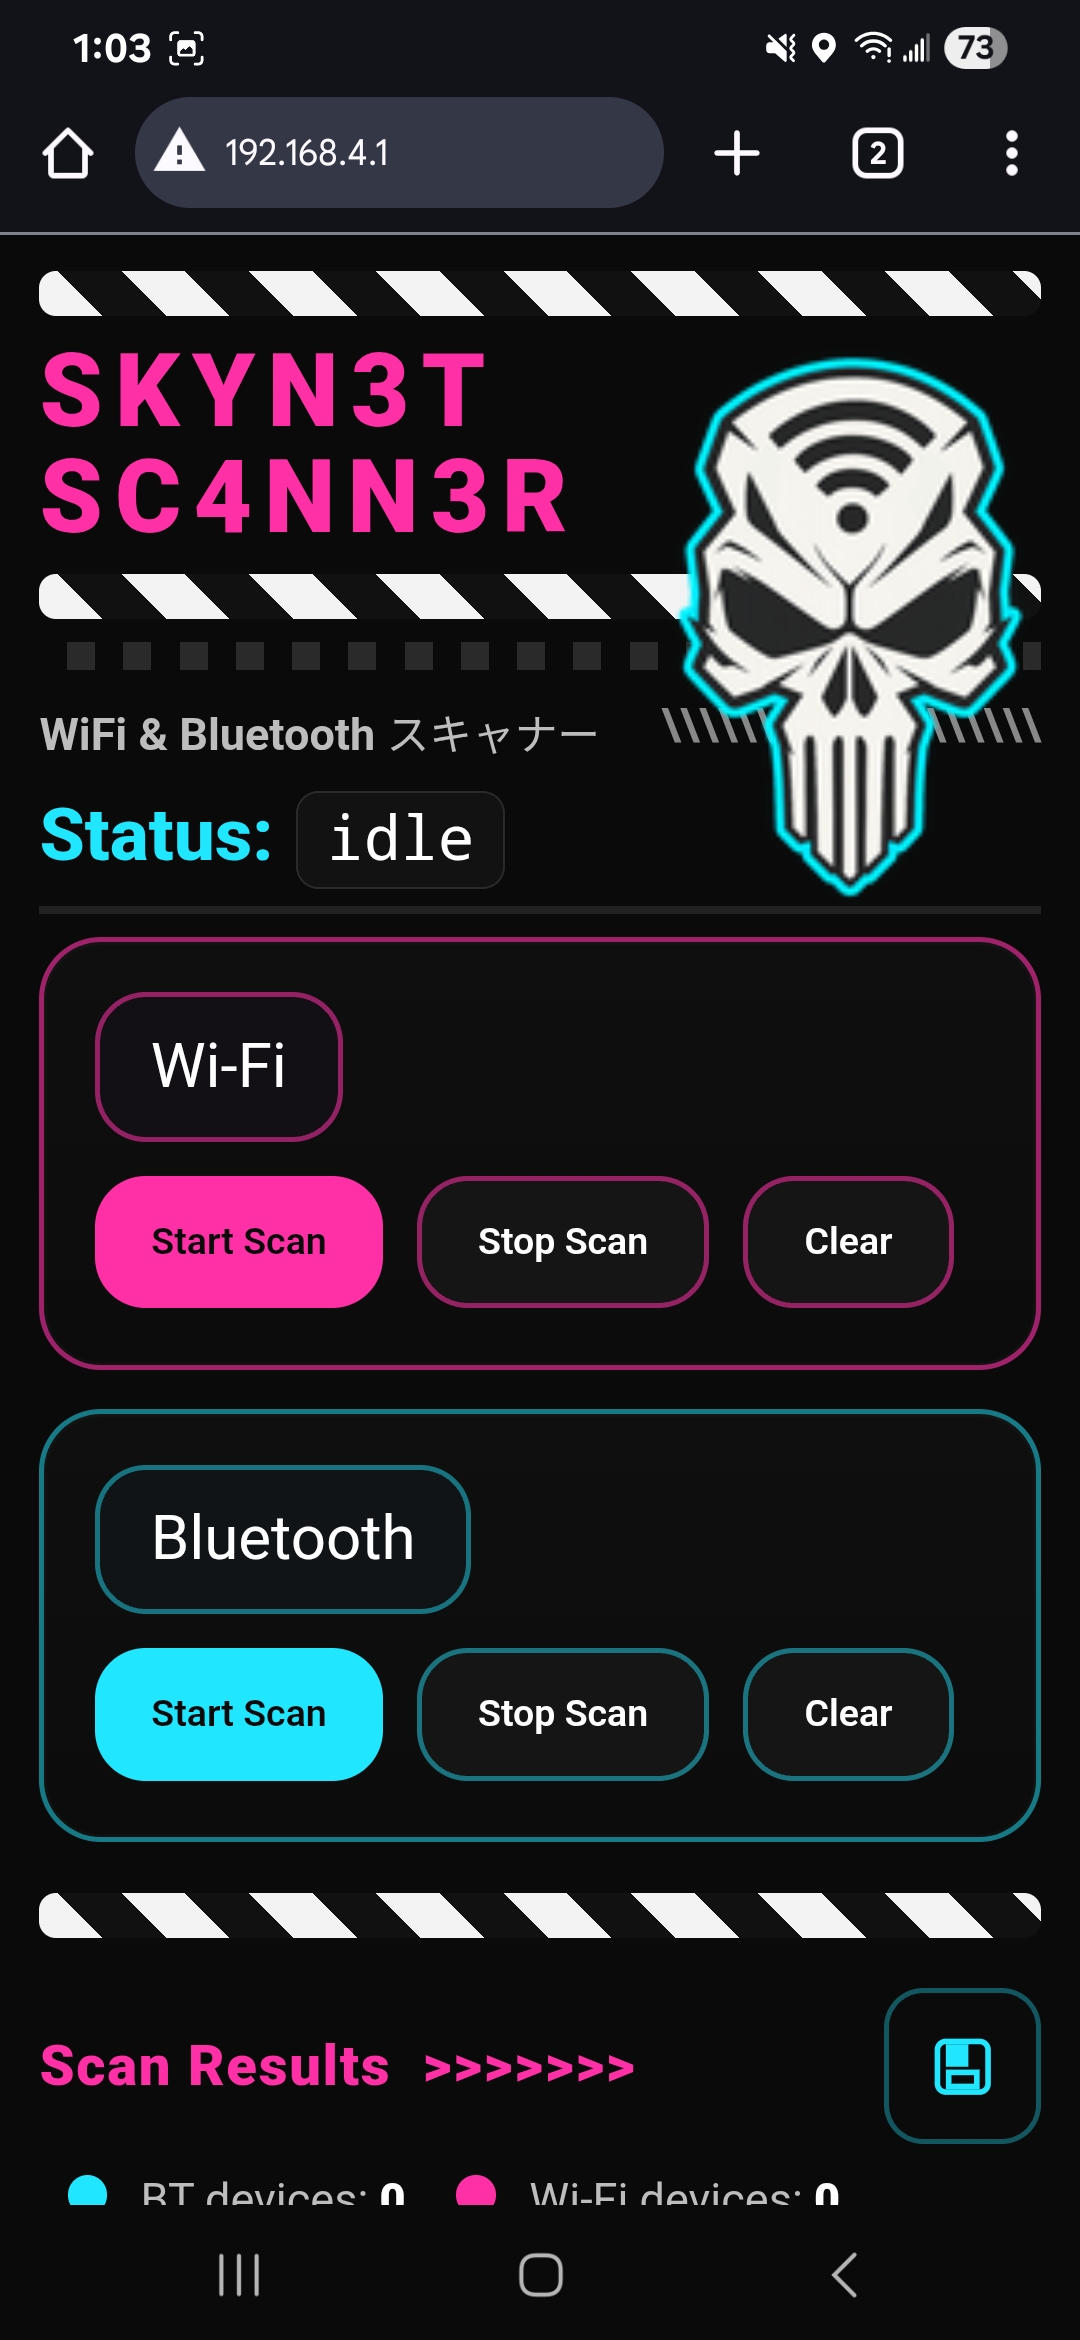 1:03
73
192.168.4.1
2
SKYN3T
SC4NN3R
WiFi & Bluetooth スキャナー
Status: idle
Wi-Fi
Start Scan Stop Scan Clear
Bluetooth
Start Scan Stop Scan Clear
Scan Results >>>>>>>
BT devices: 0 Wi-Fi devices: 0